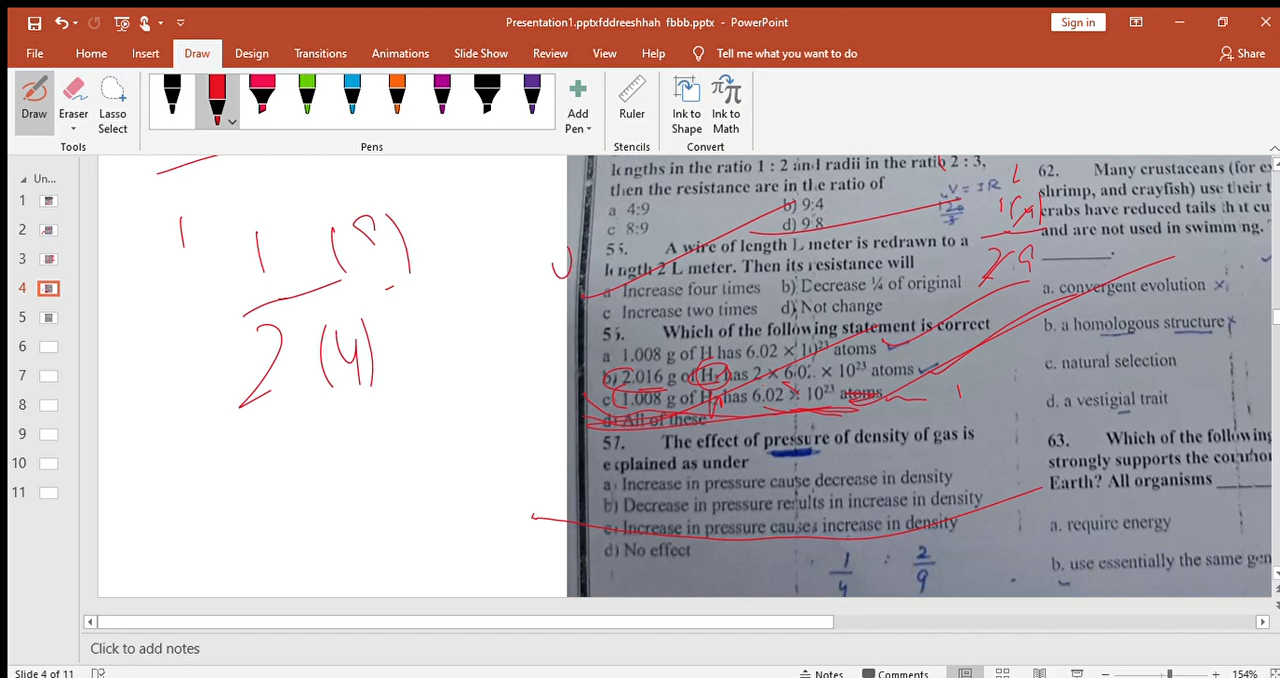 Presentation1.pptxfddreeshhah fbbb.pptx - PowerPoint
Sign in
File Home Insert Draw Design Transitions Animations Slide Show Review View Help Tell me what you want to do
Share
Draw
Eraser
Lasso Select
Add Pen
Ruler
Ink to Shape
Ink to Math
Tools
Pens
Stencils
Convert
Un...
1
2
3
4
5
6
7
8
9
10
11
1
1 (9)
2 (4)
lengths in the ratio 1 : 2 and radii in the ratio 2 : 3,
then the resistance are in the ratio of
a 4:9 b) 9:4
c 8:9 d) 9 8
V = IR
A wire of length L meter is redrawn to a
length 2 L meter. Then its resistance will
a Increase four times b) Decrease ¼ of original
c Increase two times d) Not change
Which of the following statement is correct
a 1.008 g of H has 6.02 × 10²³ atoms
b) 2.016 g of H₂ has 2 × 6.02 × 10²³ atoms
c) 1.008 g of H₂ has 6.02 × 10²³ atoms
d) All of these
57. The effect of pressure of density of gas is
explained as under
a) Increase in pressure cause decrease in density
b) Decrease in pressure results in increase in density
c) Increase in pressure causes increase in density
d) No effect
1/4 : 2/9
62. Many crustaceans (for ex
shrimp, and crayfish) use their t
crabs have reduced tails that cu
and are not used in swimming.
a. convergent evolution
b. a homologous structure
c. natural selection
d. a vestigial trait
63. Which of the following
strongly supports the common
Earth? All organisms
a. require energy
b. use essentially the same gen
Click to add notes
Slide 4 of 11
Notes
Comments
154%